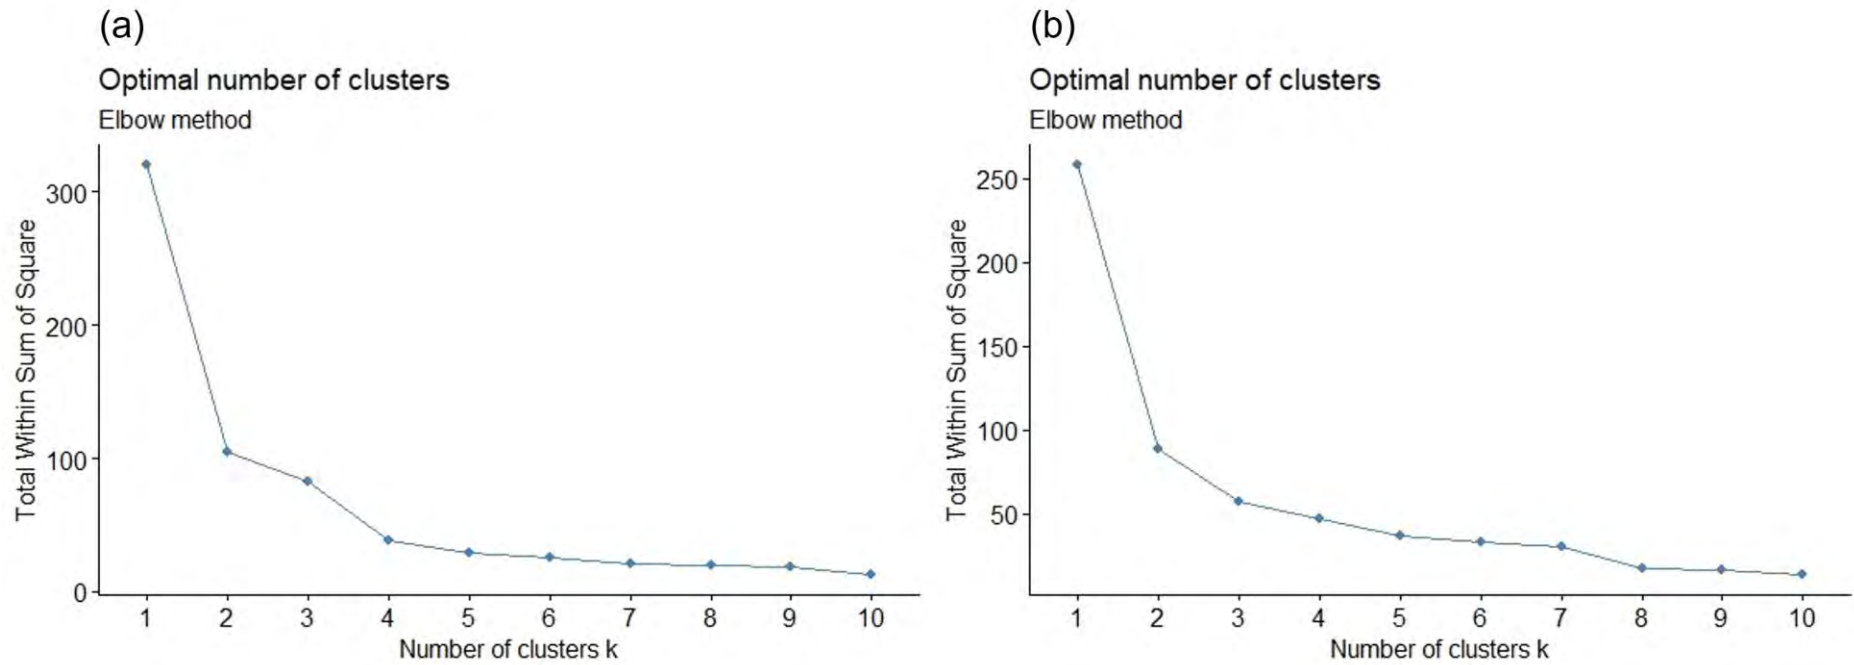 (a)
Optimal number of clusters
Elbow method
Total Within Sum of Square
300
200
100
0
1 2 3 4 5 6 7 8 9 10
Number of clusters k
(b)
Optimal number of clusters
Elbow method
Total Within Sum of Square
250
200
150
100
50
1 2 3 4 5 6 7 8 9 10
Number of clusters k